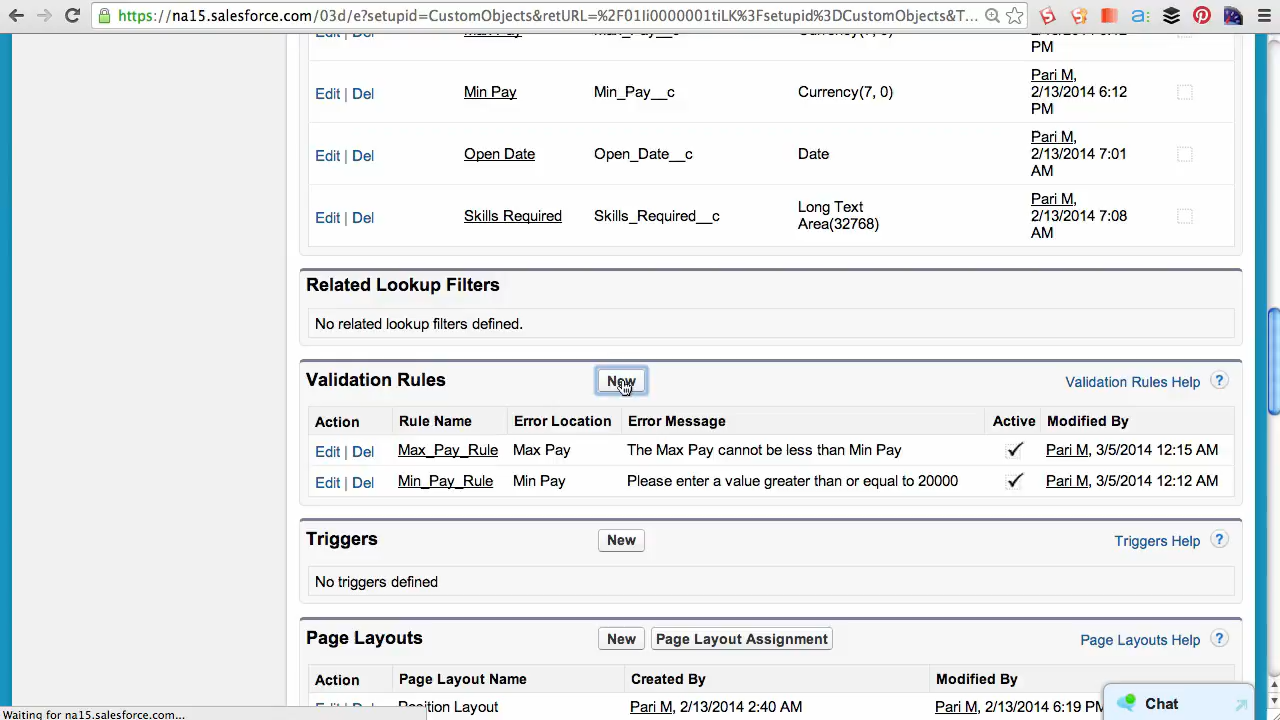 https://na15.salesforce.com/03d/e?setupid=CustomObjects&retURL=%2F01Ii0000001tiLK%3Fsetupid%3DCustomObjects&T...
PM
Edit | Del Min Pay Min_Pay__c Currency(7, 0) Pari M, 2/13/2014 6:12 PM
Edit | Del Open Date Open_Date__c Date Pari M, 2/13/2014 7:01 AM
Edit | Del Skills Required Skills_Required__c Long Text Area(32768) Pari M, 2/13/2014 7:08 AM
Related Lookup Filters
No related lookup filters defined.
Validation Rules New Validation Rules Help ?
Action Rule Name Error Location Error Message Active Modified By
Edit | Del Max_Pay_Rule Max Pay The Max Pay cannot be less than Min Pay Pari M, 3/5/2014 12:15 AM
Edit | Del Min_Pay_Rule Min Pay Please enter a value greater than or equal to 20000 Pari M, 3/5/2014 12:12 AM
Triggers New Triggers Help ?
No triggers defined
Page Layouts New Page Layout Assignment Page Layouts Help ?
Action Page Layout Name Created By Modified By
Position Layout Pari M, 2/13/2014 2:40 AM Pari M, 2/13/2014 6:19 PM
Chat
Waiting for na15.salesforce.com...